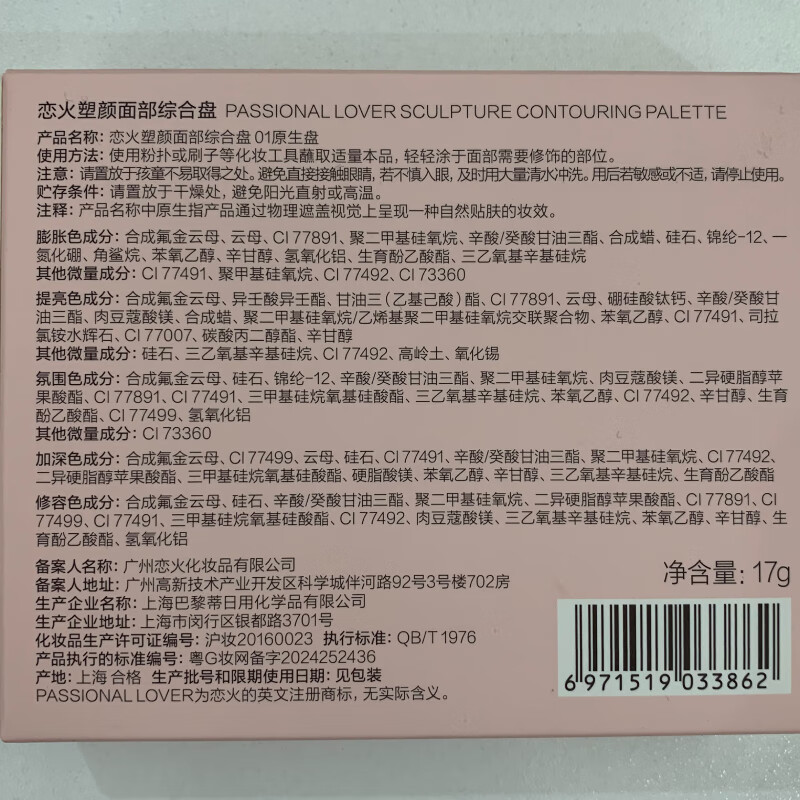 恋火塑颜面部综合盘 PASSIONAL LOVER SCULPTURE CONTOURING PALETTE
产品名称：恋火塑颜面部综合盘 01原生盘
使用方法：使用粉扑或刷子等化妆工具蘸取适量本品，轻轻涂于面部需要修饰的部位。
注意：请置放于孩童不易取得之处。避免直接接触眼睛，若不慎入眼，及时用大量清水冲洗。用后若敏感或不适，请停止使用。
贮存条件：请置放于干燥处，避免阳光直射或高温。
注释：产品名称中原生指产品通过物理遮盖视觉上呈现一种自然贴肤的妆效。
膨胀色成分：合成氟金云母、云母、CI 77891、聚二甲基硅氧烷、辛酸/癸酸甘油三酯、合成蜡、硅石、锦纶-12、一
氮化硼、角鲨烷、苯氧乙醇、辛甘醇、氢氧化铝、生育酚乙酸酯、三乙氧基辛基硅烷
其他微量成分：CI 77491、聚甲基硅氧烷、CI 77492、CI 73360
提亮色成分：合成氟金云母、异壬酸异壬酯、甘油三（乙基己酸）酯、CI 77891、云母、硼硅酸钛钙、辛酸/癸酸甘
油三酯、肉豆蔻酸镁、合成蜡、聚二甲基硅氧烷/乙烯基聚二甲基硅氧烷交联聚合物、苯氧乙醇、CI 77491、司拉
氯铵水辉石、CI 77007、碳酸丙二醇酯、辛甘醇
其他微量成分：硅石、三乙氧基辛基硅烷、CI 77492、高岭土、氧化锡
氛围色成分：合成氟金云母、硅石、锦纶-12、辛酸/癸酸甘油三酯、聚二甲基硅氧烷、肉豆蔻酸镁、二异硬脂醇苹
果酸酯、CI 77891、CI 77491、三甲基硅烷氧基硅酸酯、三乙氧基辛基硅烷、苯氧乙醇、CI 77492、辛甘醇、生育
酚乙酸酯、CI 77499、氢氧化铝
其他微量成分：CI 73360
加深色成分：合成氟金云母、CI 77499、云母、硅石、CI 77491、辛酸/癸酸甘油三酯、聚二甲基硅氧烷、CI 77492、
二异硬脂醇苹果酸酯、三甲基硅烷氧基硅酸酯、硬脂酸镁、苯氧乙醇、辛甘醇、三乙氧基辛基硅烷、生育酚乙酸酯
修容色成分：合成氟金云母、硅石、辛酸/癸酸甘油三酯、聚二甲基硅氧烷、二异硬脂醇苹果酸酯、CI 77891、CI
77499、CI 77491、三甲基硅烷氧基硅酸酯、CI 77492、肉豆蔻酸镁、三乙氧基辛基硅烷、苯氧乙醇、辛甘醇、生
育酚乙酸酯、氢氧化铝
备案人名称：广州恋火化妆品有限公司
备案人地址：广州高新技术产业开发区科学城伴河路92号3号楼702房
生产企业名称：上海巴黎蒂日用化学品有限公司
生产企业地址：上海市闵行区银都路3701号
化妆品生产许可证编号：沪妆20160023 执行标准：QB/T 1976
产品执行的标准编号：粤G妆网备字2024252436
产地：上海 合格 生产批号和限期使用日期：见包装
PASSIONAL LOVER为恋火的英文注册商标，无实际含义。
净含量：17g
6 971519 033862